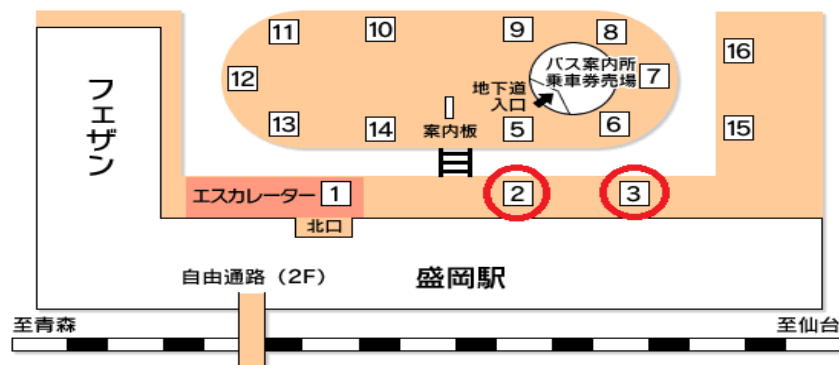 11
10
9
8
16
12
バス案内所
乗車券売場
7
地下道
入口
13
14
案内板
5
6
15
フェザン
エスカレーター
1
2
3
北口
自由通路（2F）
盛岡駅
至青森
至仙台